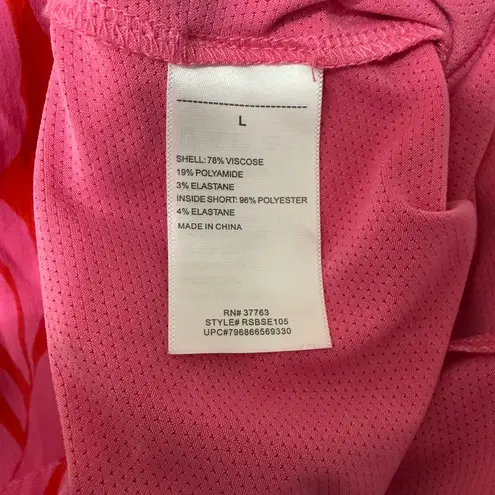 L
SHELL: 78% VISCOSE
19% POLYAMIDE
3% ELASTANE
INSIDE SHORT: 96% POLYESTER
4% ELASTANE
MADE IN CHINA
RN# 37763
STYLE# RSBSE105
UPC#796866569330